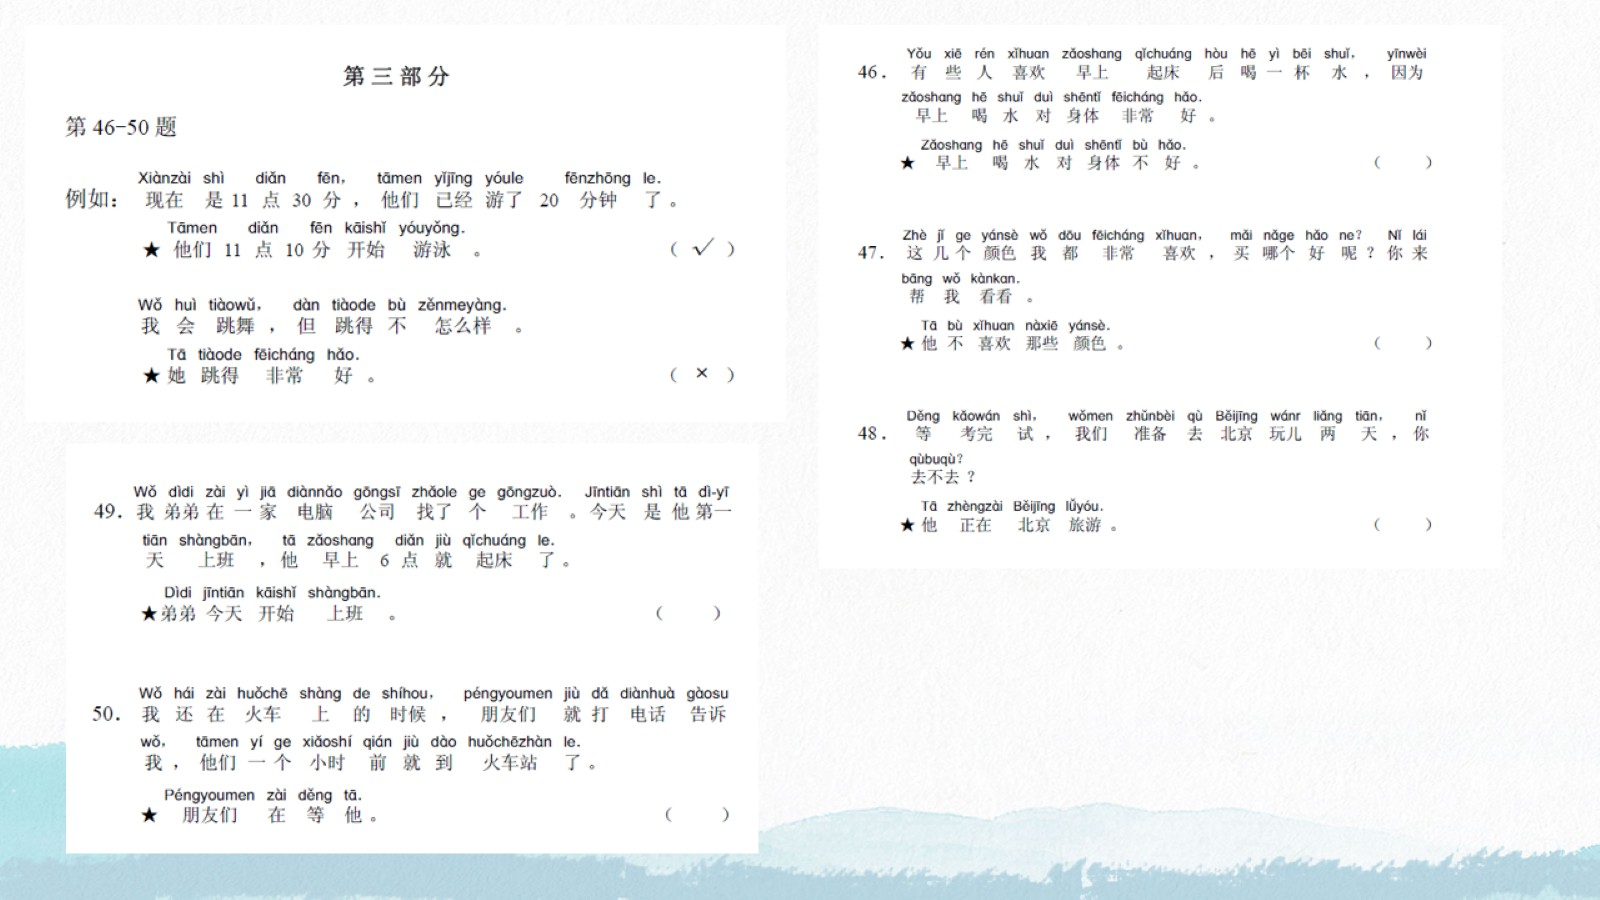 第三部分
第 46-50 题
Xiànzài shì diǎn fēn, tāmen yǐjīng yóule fēnzhōng le.
例如： 现在 是 11 点 30 分 ， 他们 已经 游了 20 分钟 了 。
Tāmen diǎn fēn kāishǐ yóuyǒng.
★ 他们 11 点 10 分 开始 游泳 。 （ √ ）
Wǒ huì tiàowǔ, dàn tiàode bù zěnmeyàng.
我 会 跳舞 ， 但 跳得 不 怎么样 。
Tā tiàode fēicháng hǎo.
★ 她 跳得 非常 好 。 （ × ）
Yǒu xiē rén xǐhuan zǎoshang qǐchuáng hòu hē yì bēi shuǐ, yīnwèi
46． 有 些 人 喜欢 早上 起床 后 喝 一 杯 水 ， 因为
zǎoshang hē shuǐ duì shēntǐ fēicháng hǎo.
早上 喝 水 对 身体 非常 好 。
Zǎoshang hē shuǐ duì shēntǐ bù hǎo.
★ 早上 喝 水 对 身体 不 好 。 （ ）
Zhè jǐ ge yánsè wǒ dōu fēicháng xǐhuan, mǎi nǎge hǎo ne? Nǐ lái
47． 这 几 个 颜色 我 都 非常 喜欢 ， 买 哪个 好 呢 ？ 你 来
bāng wǒ kànkan.
帮 我 看看 。
Tā bù xǐhuan nàxiē yánsè.
★ 他 不 喜欢 那些 颜色 。 （ ）
Děng kǎowán shì, wǒmen zhǔnbèi qù Běijīng wánr liǎng tiān, nǐ
48． 等 考完 试 ， 我们 准备 去 北京 玩儿 两 天 ， 你
qùbuqù?
去不去 ？
Tā zhèngzài Běijīng lǚyóu.
★ 他 正在 北京 旅游 。 （ ）
Wǒ dìdi zài yì jiā diànnǎo gōngsī zhǎole ge gōngzuò. Jīntiān shì tā dì-yī
49． 我 弟弟 在 一 家 电脑 公司 找了 个 工作 。 今天 是 他 第一
tiān shàngbān, tā zǎoshang diǎn jiù qǐchuáng le.
天 上班 ， 他 早上 6 点 就 起床 了 。
Dìdi jīntiān kāishǐ shàngbān.
★ 弟弟 今天 开始 上班 。 （ ）
Wǒ hái zài huǒchē shàng de shíhou, péngyoumen jiù dǎ diànhuà gàosu
50． 我 还 在 火车 上 的 时候 ， 朋友们 就 打 电话 告诉
wǒ, tāmen yí ge xiǎoshí qián jiù dào huǒchēzhàn le.
我 ， 他们 一 个 小时 前 就 到 火车站 了 。
Péngyoumen zài děng tā.
★ 朋友们 在 等 他 。 （ ）